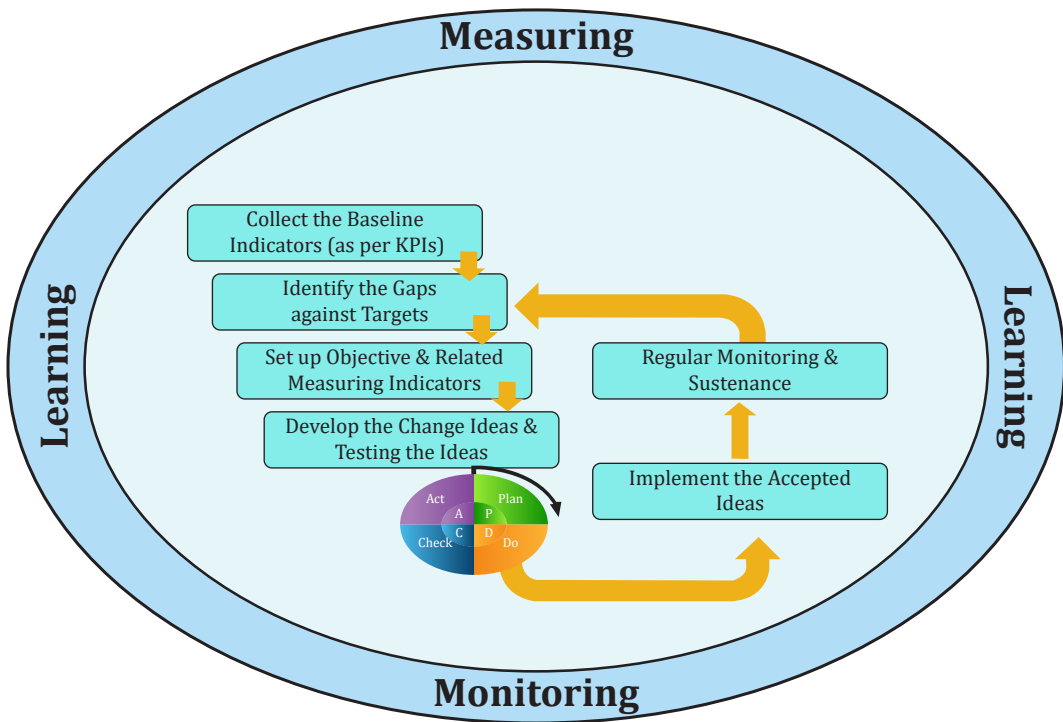 Measuring
Learning
Collect the Baseline
Indicators (as per KPIs)
Identify the Gaps
against Targets
Set up Objective & Related
Measuring Indicators
Develop the Change Ideas &
Testing the Ideas
Act
Plan
A
P
C
D
Check
Do
Regular Monitoring &
Sustenance
Implement the Accepted
Ideas
Learning
Monitoring